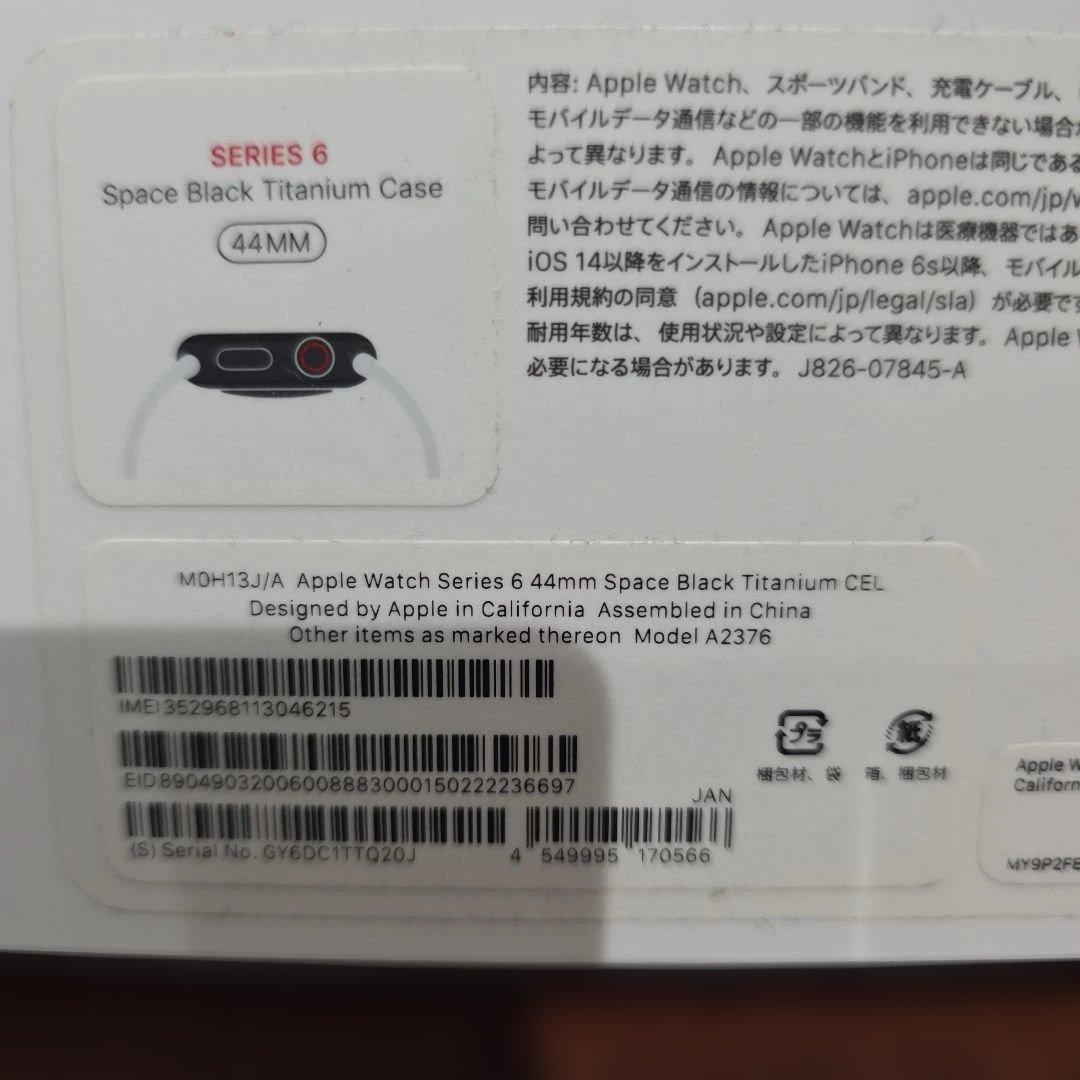 SERIES 6
Space Black Titanium Case
44MM
内容: Apple Watch、スポーツバンド、充電ケーブル、
モバイルデータ通信などの一部の機能を利用できない場合
よって異なります。 Apple WatchとiPhoneは同じである
モバイルデータ通信の情報については、apple.com/jp/w
問い合わせてください。 Apple Watchは医療機器ではあ
iOS 14以降をインストールしたiPhone 6s以降、モバイル
利用規約の同意（apple.com/jp/legal/sla）が必要です
耐用年数は、使用状況や設定によって異なります。 Apple
必要になる場合があります。 J826-07845-A
M0H13J/A Apple Watch Series 6 44mm Space Black Titanium CEL
Designed by Apple in California Assembled in China
Other items as marked thereon Model A2376
IMEI 352968113046215
EID 89049032006008883000150222236697
JAN
(S) Serial No. GY6DC1TTQ20J
4 549995 170566
プラ
梱包材、袋
紙
箱、梱包材
Apple W
Californ
MY9P2FE